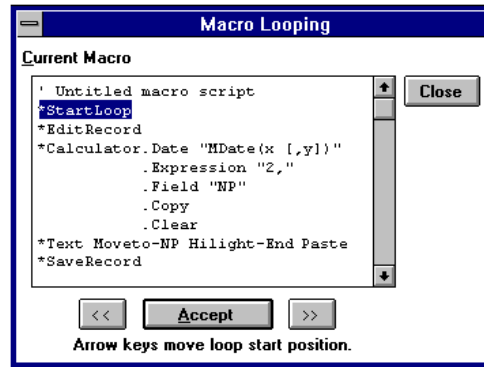 Macro Looping
Current Macro
' Untitled macro script
*StartLoop
*EditRecord
*Calculator.Date "MDate(x [,y])"
.Expression "2,"
.Field "NP"
.Copy
.Clear
*Text Moveto-NP Hilight-End Paste
*SaveRecord
Close
<< Accept >>
Arrow keys move loop start position.